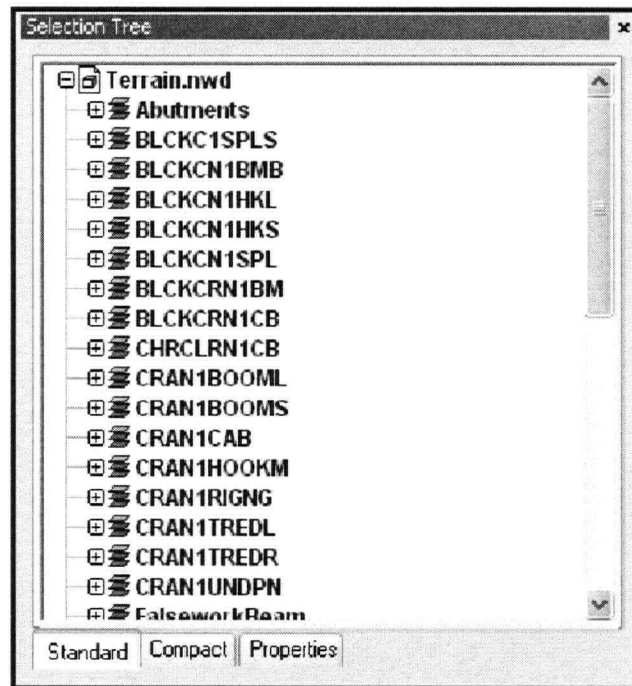 Selection Tree
Terrain.nwd
Abutments
BLCKC1SPLS
BLCKCN1BMB
BLCKCN1HKL
BLCKCN1HKS
BLCKCN1SPL
BLCKCRN1BM
BLCKCRN1CB
CHRCLRN1CB
CRAN1BOOML
CRAN1BOOMS
CRAN1CAB
CRAN1HOOKM
CRAN1RIGNG
CRAN1TREDL
CRAN1TREDR
CRAN1UNDPN
FalseworkBeam
Standard Compact Properties